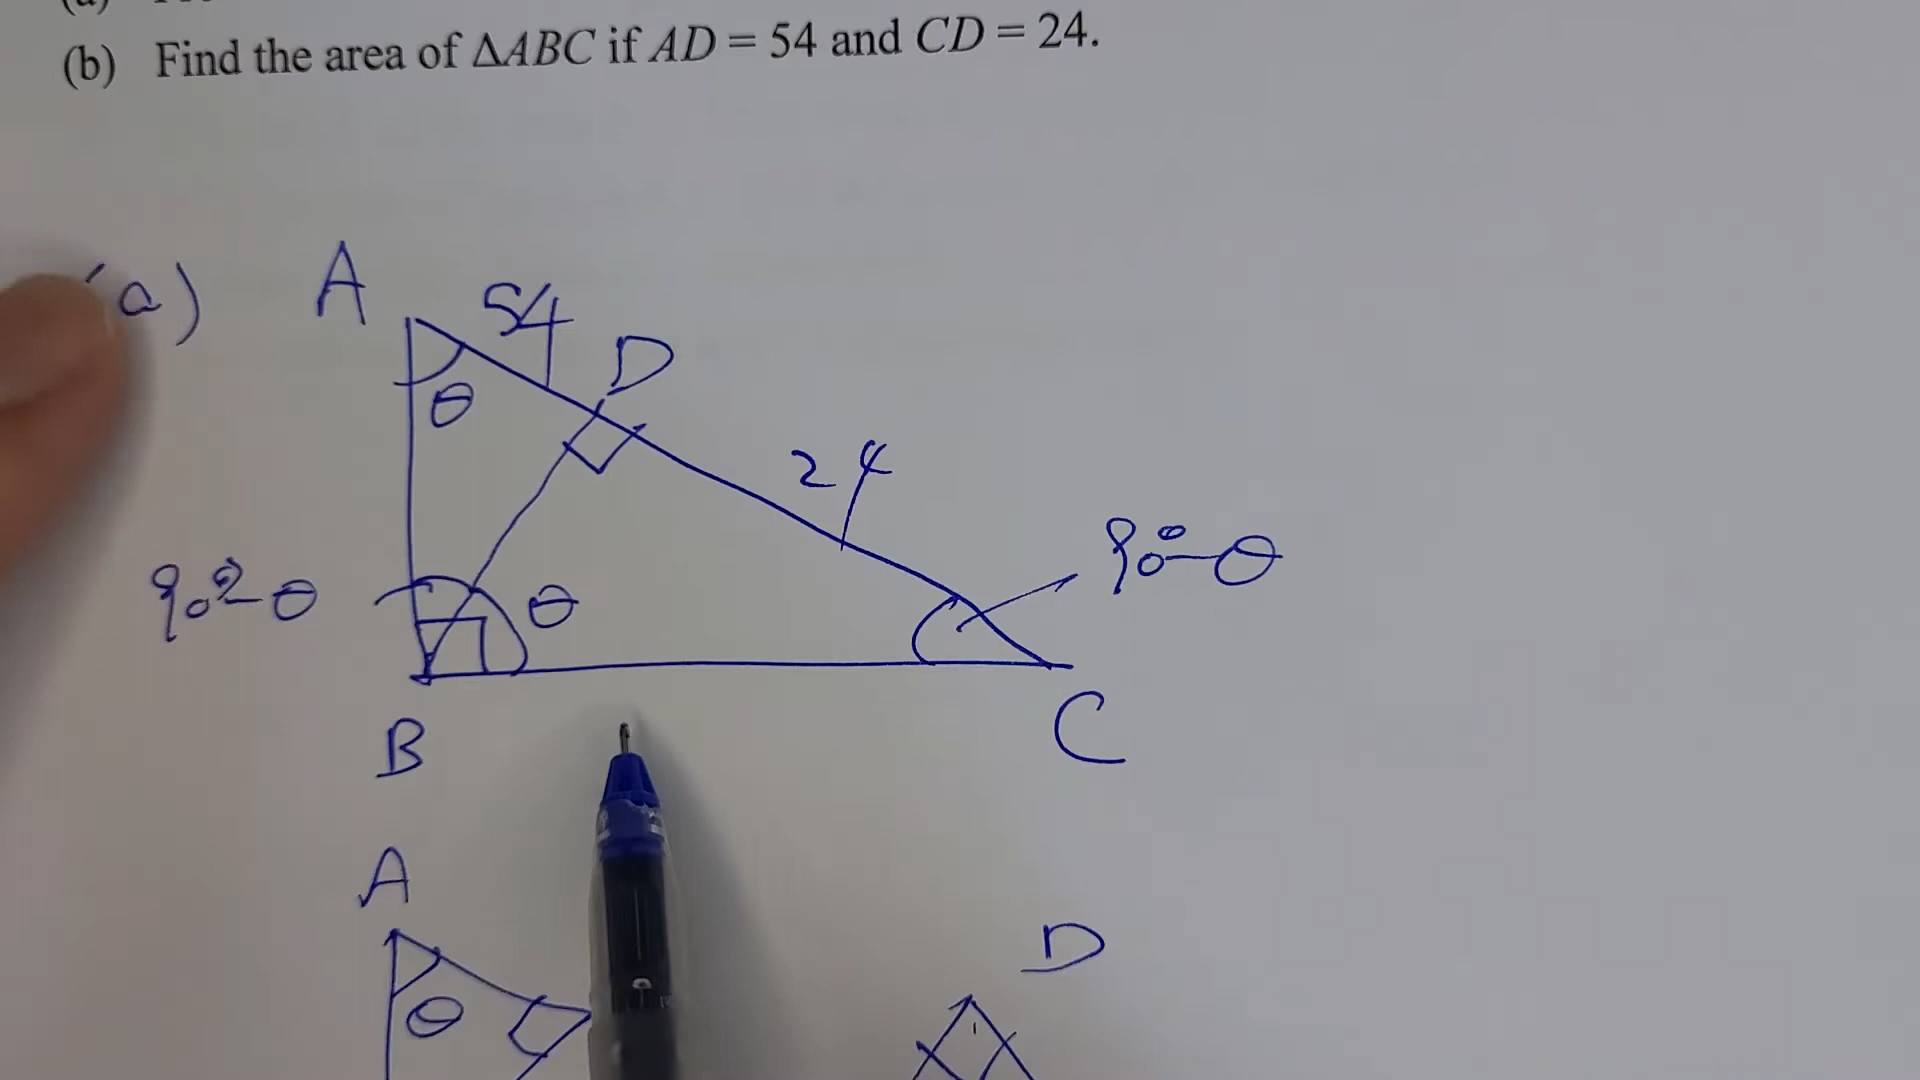 (a)
(b) Find the area of ΔABC if AD = 54 and CD = 24.
(a)
A
54
D
θ
24
90°-θ
90°-θ
θ
B
C
A
D
θ